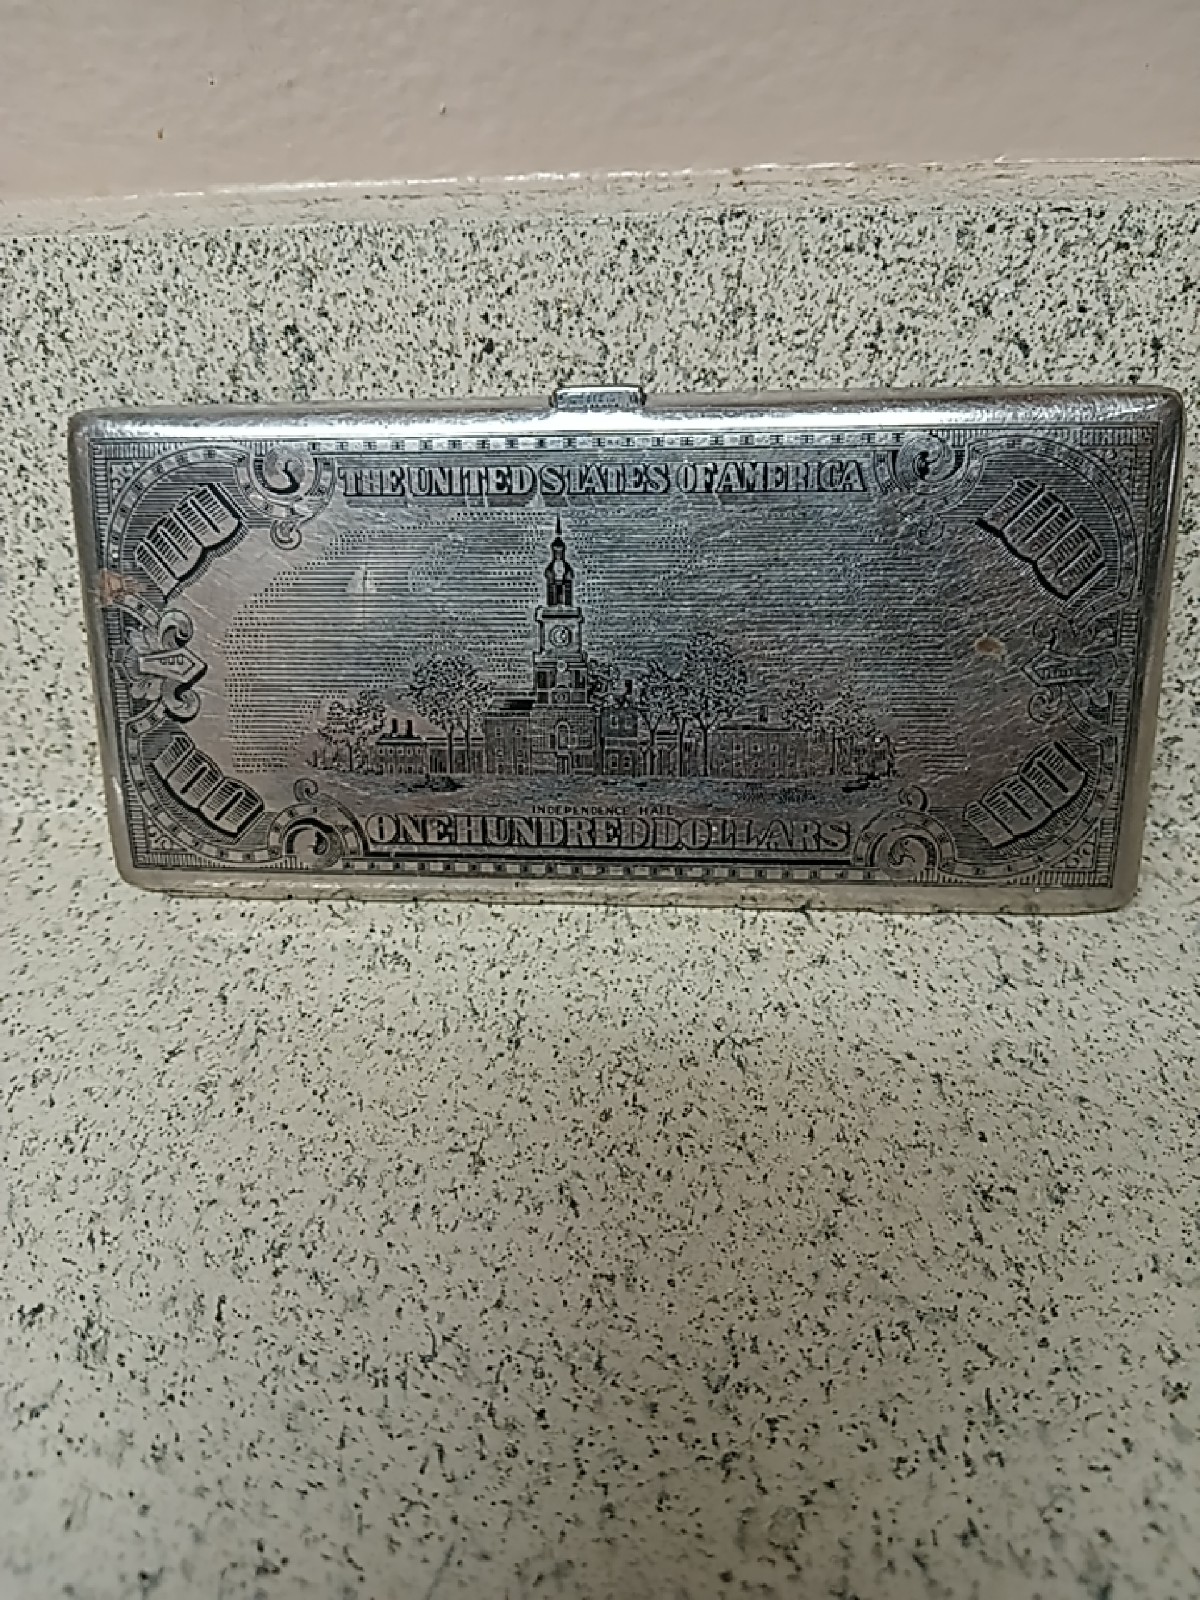 THE UNITED STATES OF AMERICA
100 100
100 100
INDEPENDENCE HALL
ONE HUNDRED DOLLARS